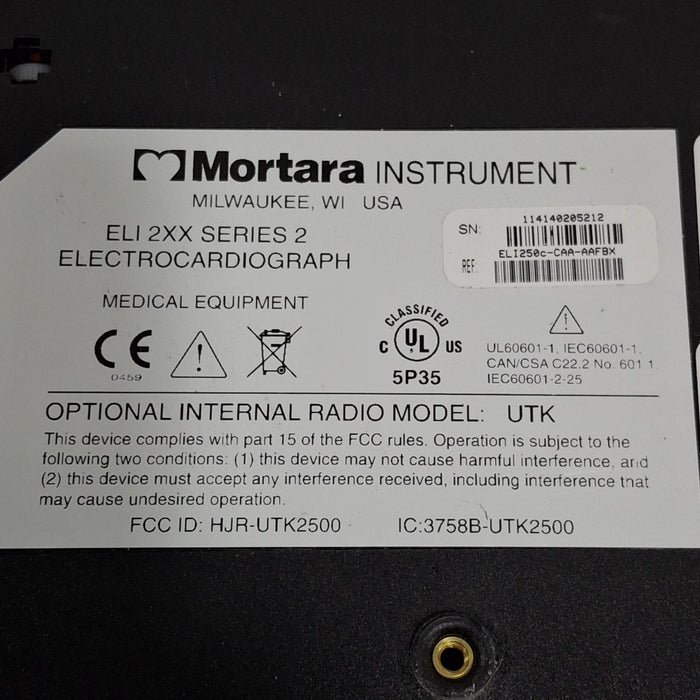 Mortara INSTRUMENT
MILWAUKEE, WI USA
ELI 2XX SERIES 2
ELECTROCARDIOGRAPH
SN: 114140205212
REF: ELI250c-CAA-AAFBX
MEDICAL EQUIPMENT
CE
0459
CLASSIFIED
C UL US
5P35
UL60601-1, IEC60601-1,
CAN/CSA C22.2 No. 601 1,
IEC60601-2-25
OPTIONAL INTERNAL RADIO MODEL: UTK
This device complies with part 15 of the FCC rules. Operation is subject to the
following two conditions: (1) this device may not cause harmful interference, and
(2) this device must accept any interference received, including interference that
may cause undesired operation.
FCC ID: HJR-UTK2500 IC:3758B-UTK2500